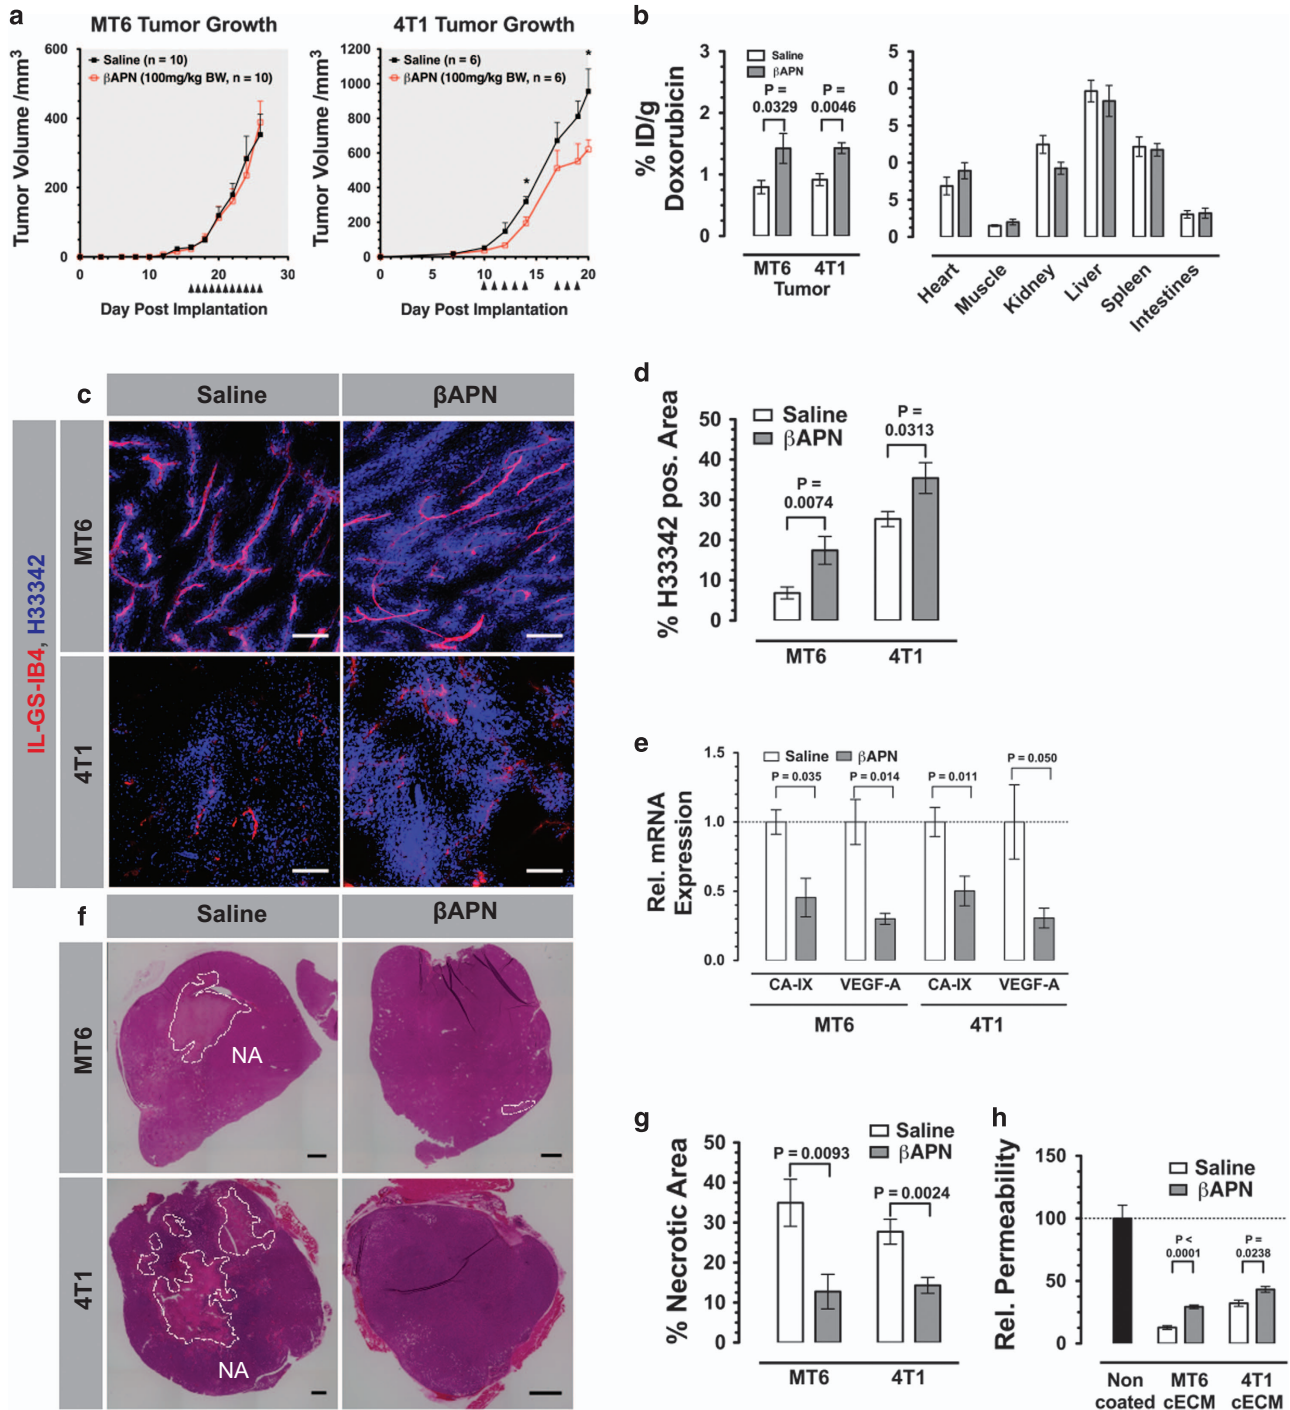 a
MT6 Tumor Growth
4T1 Tumor Growth
Tumor Volume /mm3
600
400
200
0
Saline (n = 10)
βAPN (100mg/kg BW, n = 10)
0 10 20 30
Day Post Implantation
Tumor Volume /mm3
1200
1000
800
600
400
200
0
Saline (n = 6)
βAPN (100mg/kg BW, n = 6)
*
*
0 5 10 15 20
Day Post Implantation
b
% ID/g
Doxorubicin
3
2
1
0
Saline
βAPN
P =
0.0329
P =
0.0046
MT6 4T1
Tumor
5
0
5
0
5
0
Heart
Muscle
Kidney
Liver
Spleen
Intestines
c
Saline
βAPN
IL-GS-IB4, H33342
MT6
4T1
d
% H33342 pos. Area
50
40
30
20
10
0
Saline
βAPN
P =
0.0074
P =
0.0313
MT6 4T1
e
Rel. mRNA
Expression
1.5
1.0
0.5
0.0
Saline βAPN
P = 0.035
P = 0.014
P = 0.011
P = 0.050
CA-IX VEGF-A CA-IX VEGF-A
MT6 4T1
f
Saline
βAPN
MT6
NA
4T1
NA
g
% Necrotic Area
50
40
30
20
10
0
Saline
βAPN
P = 0.0093
P = 0.0024
MT6 4T1
h
Rel. Permeability
150
100
50
0
Saline
βAPN
P <
0.0001
P =
0.0238
Non MT6 4T1
coated cECM cECM